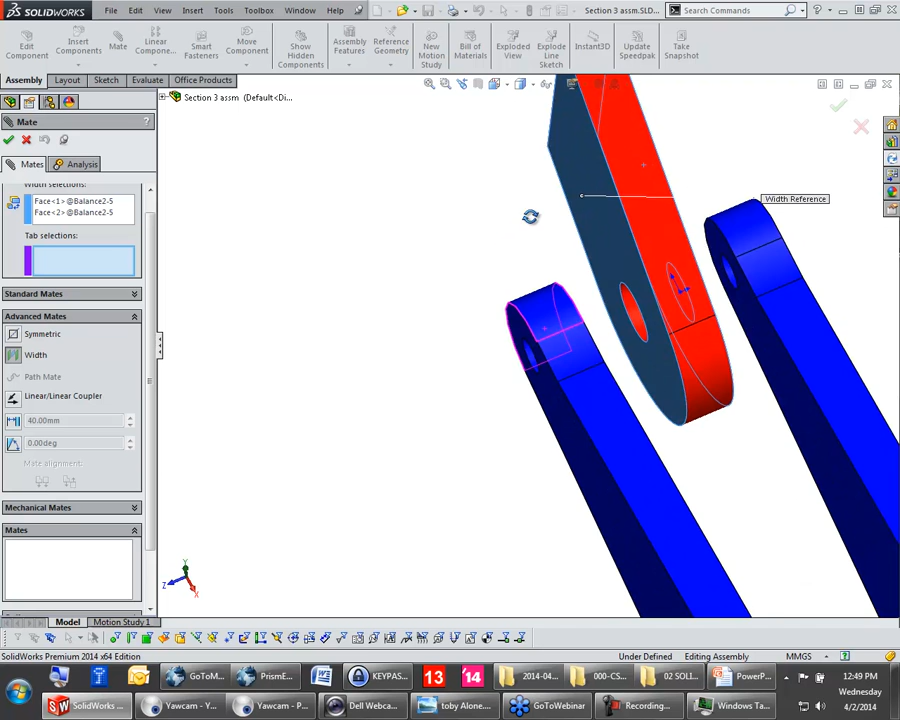 SOLIDWORKS File Edit View Insert Tools Toolbox Window Help Section 3 assm.SLD... Search Commands
Edit Component
Insert Components
Mate
Linear Compone...
Smart Fasteners
Move Component
Show Hidden Components
Assembly Features
Reference Geometry
New Motion Study
Bill of Materials
Exploded View
Explode Line Sketch
Instant3D
Update Speedpak
Take Snapshot
Assembly Layout Sketch Evaluate Office Products
Section 3 assm (Default<Di...
Mate ?
Mates Analysis
Width selections:
Face<1>@Balance2-5
Face<2>@Balance2-5
Tab selections:
Standard Mates
Advanced Mates
Symmetric
Width
Path Mate
Linear/Linear Coupler
40.00mm
0.00deg
Mate alignment:
Mechanical Mates
Mates
Width Reference
Y
Z
X
Model Motion Study 1
SolidWorks Premium 2014 x64 Edition Under Defined Editing Assembly MMGS
GoToM... PrismE... KEYPAS... 13 14 2014-04... 000-CS... 02 SOLI... PowerP... 12:49 PM
Wednesday
SolidWorks ... Yawcam - Y... Yawcam - P... Dell Webca... toby Alone.... GoToWebinar Recording... Windows Ta... 4/2/2014